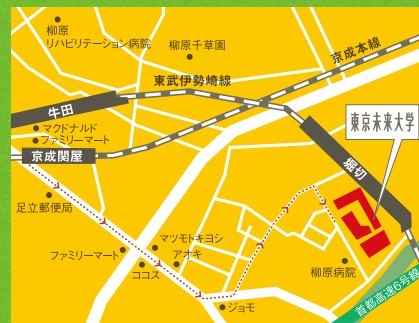 柳原
リハビリテーション病院
柳原千草園
京成本線
東武伊勢崎線
牛田
マクドナルド
ファミリーマート
京成関屋
東京未来大学
堀切
足立郵便局
マツモトキヨシ
ファミリーマート
アオキ
ココス
柳原病院
ジョモ
首都高速6号線